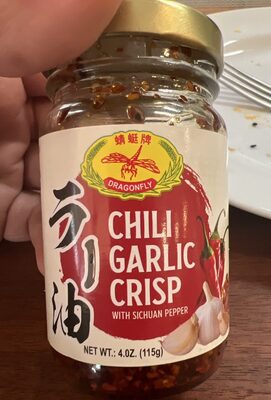 蜻蜓牌
DRAGONFLY
ラー油
CHILI
GARLIC
CRISP
WITH SICHUAN PEPPER
NET WT.: 4.0Z. (115g)